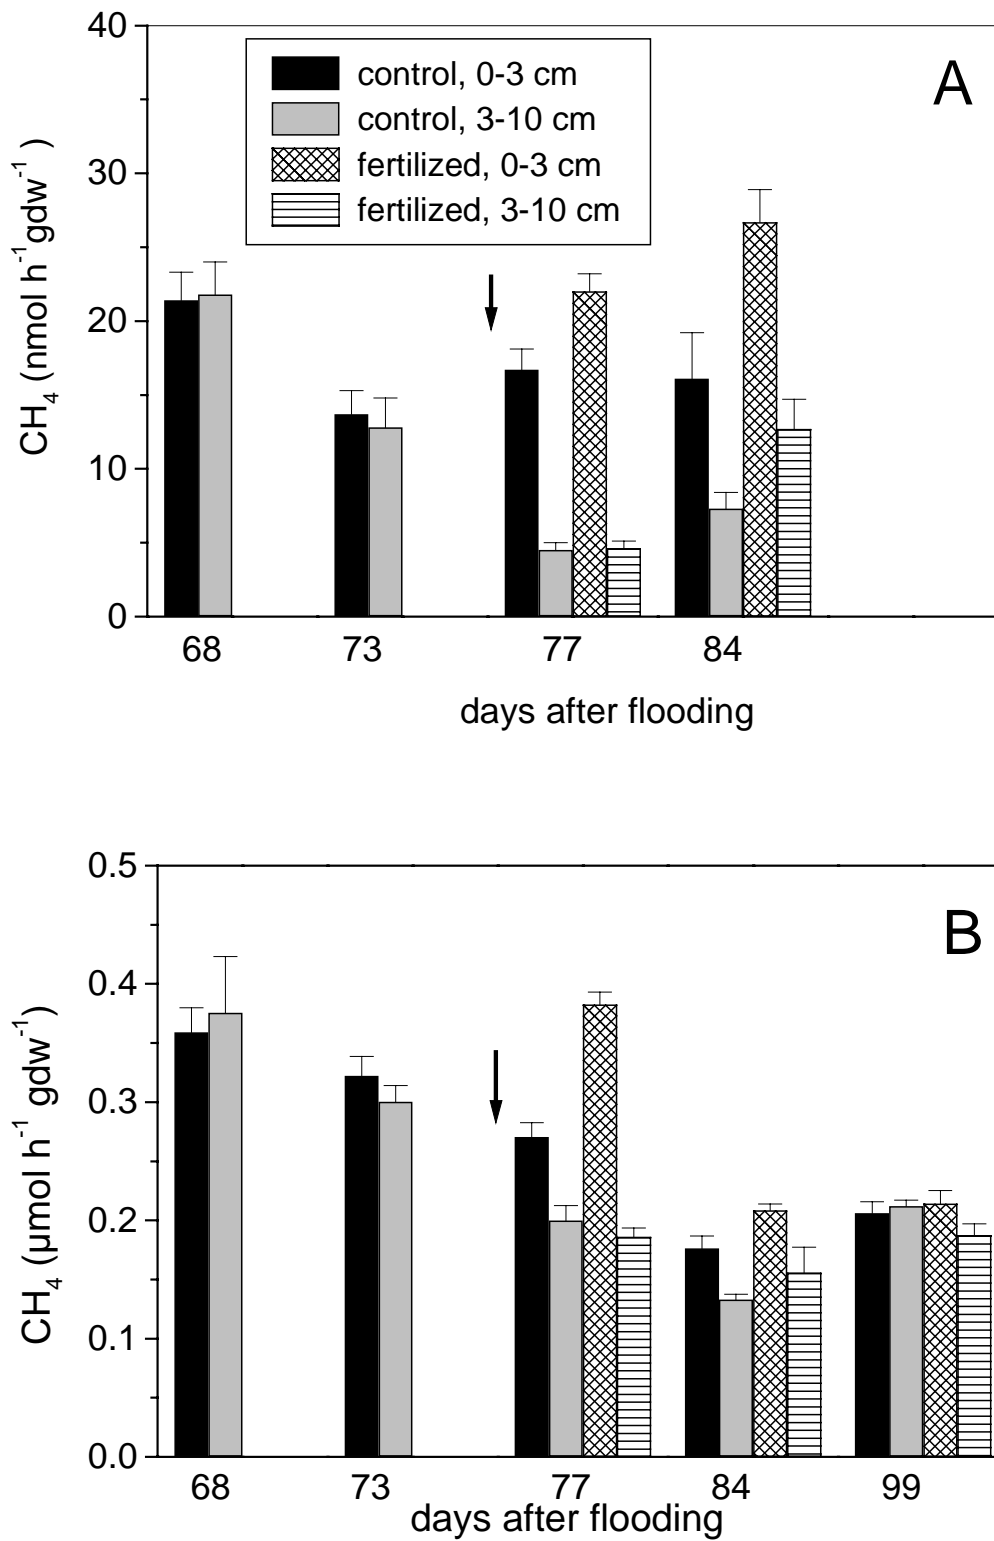 40
A
control, 0-3 cm
control, 3-10 cm
fertilized, 0-3 cm
fertilized, 3-10 cm
30
20
10
0
CH₄ (nmol h⁻¹gdw⁻¹ )
68 73 77 84
days after flooding
0.5
B
0.4
0.3
0.2
0.1
0.0
CH₄ (µmol h⁻¹ gdw⁻¹)
68 73 77 84 99
days after flooding